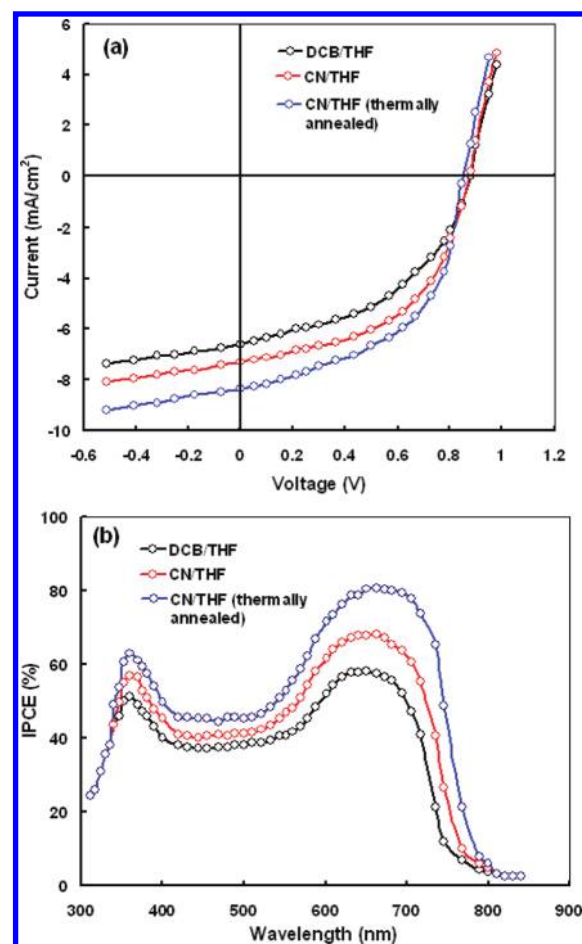 (a)
DCB/THF
CN/THF
CN/THF (thermally
annealed)
6
4
2
0
-2
-4
-6
-8
-10
Current (mA/cm²)
-0.6 -0.4 -0.2 0 0.2 0.4 0.6 0.8 1 1.2
Voltage (V)
(b)
DCB/THF
CN/THF
CN/THF (thermally
annealed)
100
80
60
40
20
0
IPCE (%)
300 400 500 600 700 800 900
Wavelength (nm)